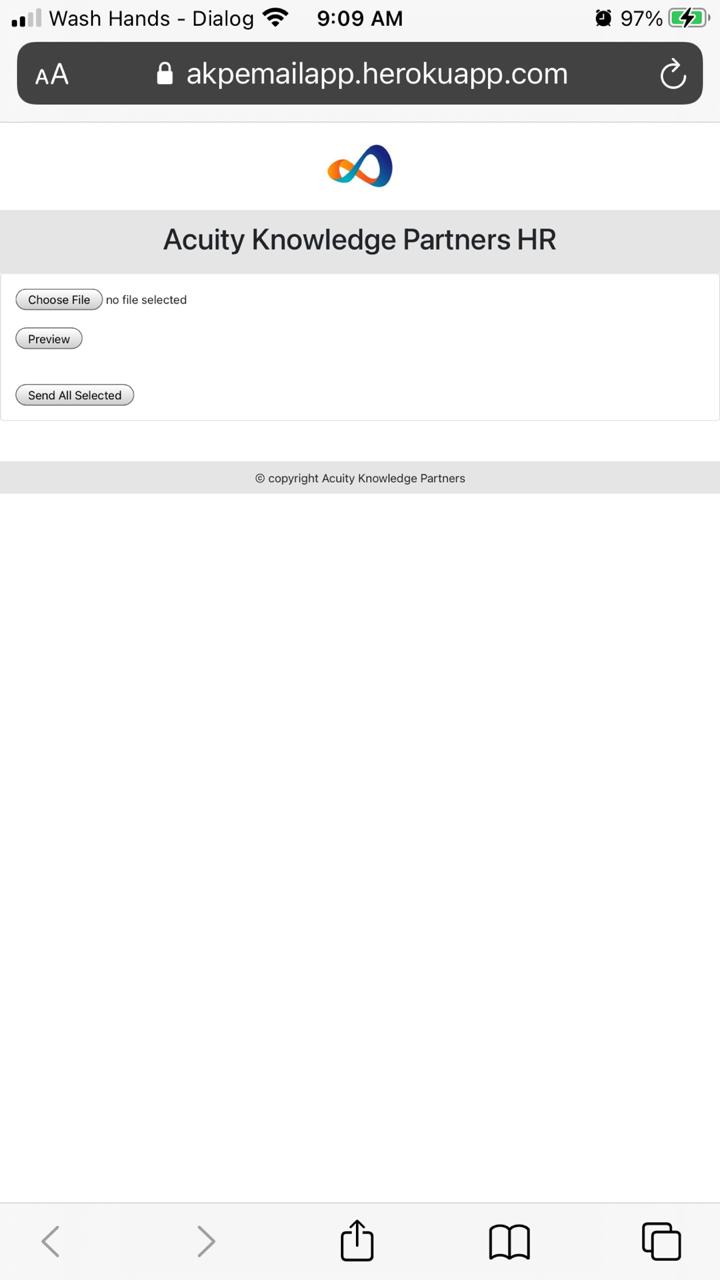 Wash Hands - Dialog 9:09 AM 97%
AA akpemailapp.herokuapp.com
Acuity Knowledge Partners HR
Choose File no file selected
Preview
Send All Selected
© copyright Acuity Knowledge Partners